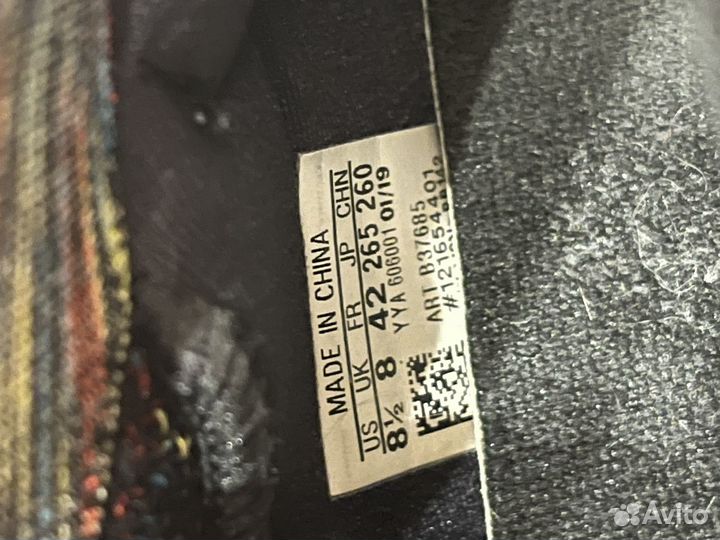 MADE IN CHINA
US UK FR JP CHN
8½ 8 42 265 260
YYA 606001 01/19
ART B37685
#121654401
Avito